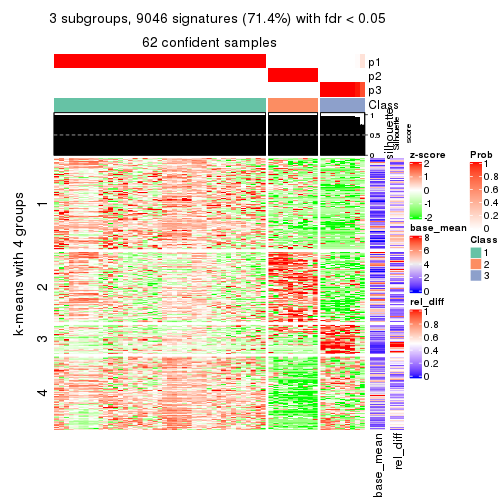 3 subgroups, 9046 signatures (71.4%) with fdr < 0.05
62 confident samples
p1
p2
p3
Class
1
0.5
0
silhouette
Silhouette
score
k-means with 4 groups
1
2
3
4
base_mean
rel_diff
z-score
2
1
0
-1
-2
base_mean
8
6
4
2
0
rel_diff
1
0.8
0.6
0.4
0.2
0
Prob
1
0.8
0.6
0.4
0.2
0
Class
1
2
3